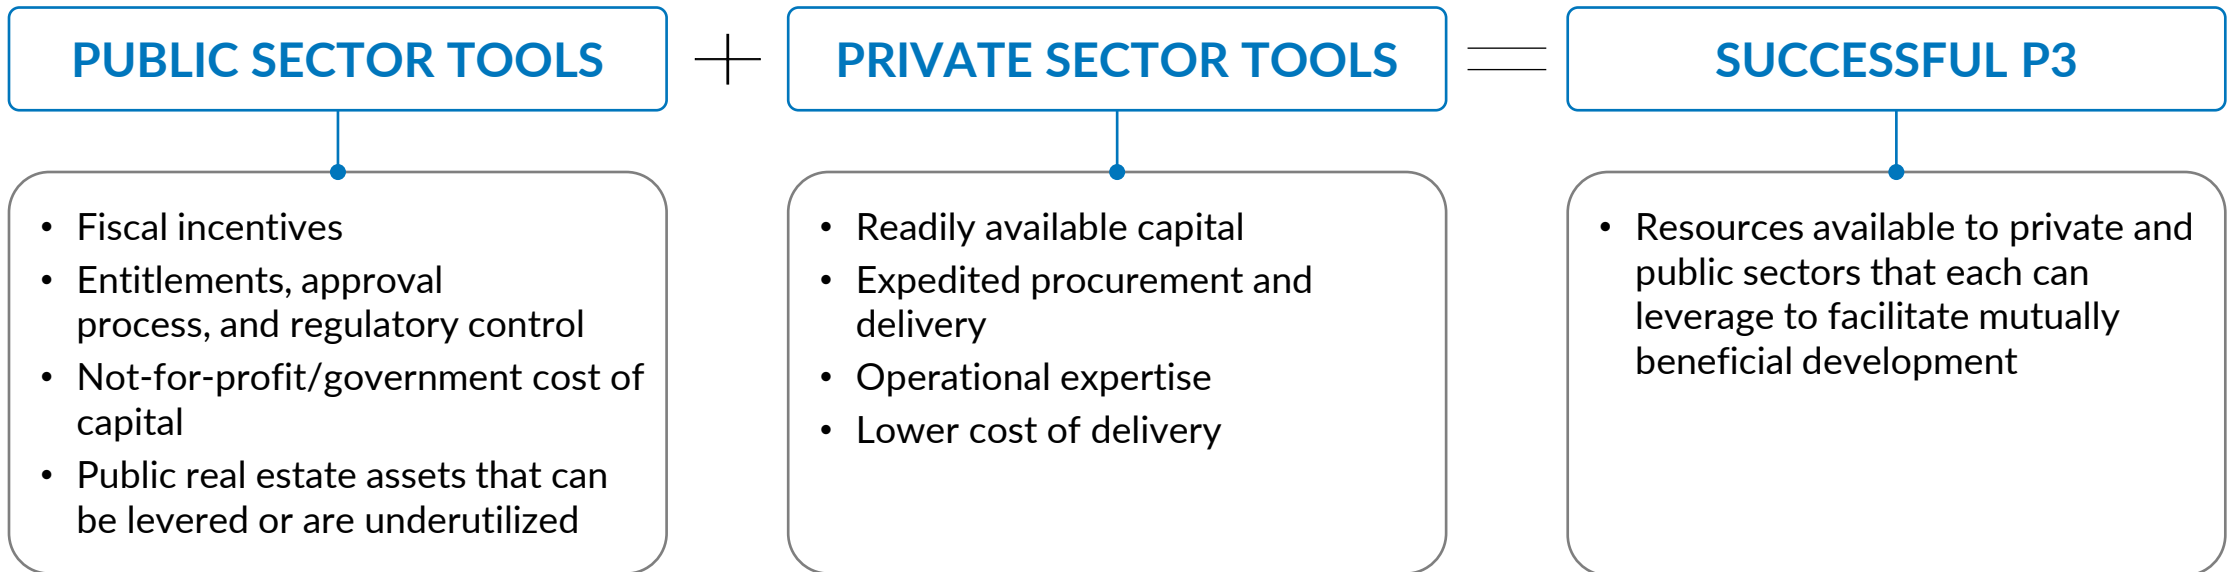 PUBLIC SECTOR TOOLS
• Fiscal incentives
• Entitlements, approval
process, and regulatory control
• Not-for-profit/government cost of
capital
• Public real estate assets that can
be levered or are underutilized
+
PRIVATE SECTOR TOOLS
• Readily available capital
• Expedited procurement and
delivery
• Operational expertise
• Lower cost of delivery
=
SUCCESSFUL P3
• Resources available to private and
public sectors that each can
leverage to facilitate mutually
beneficial development